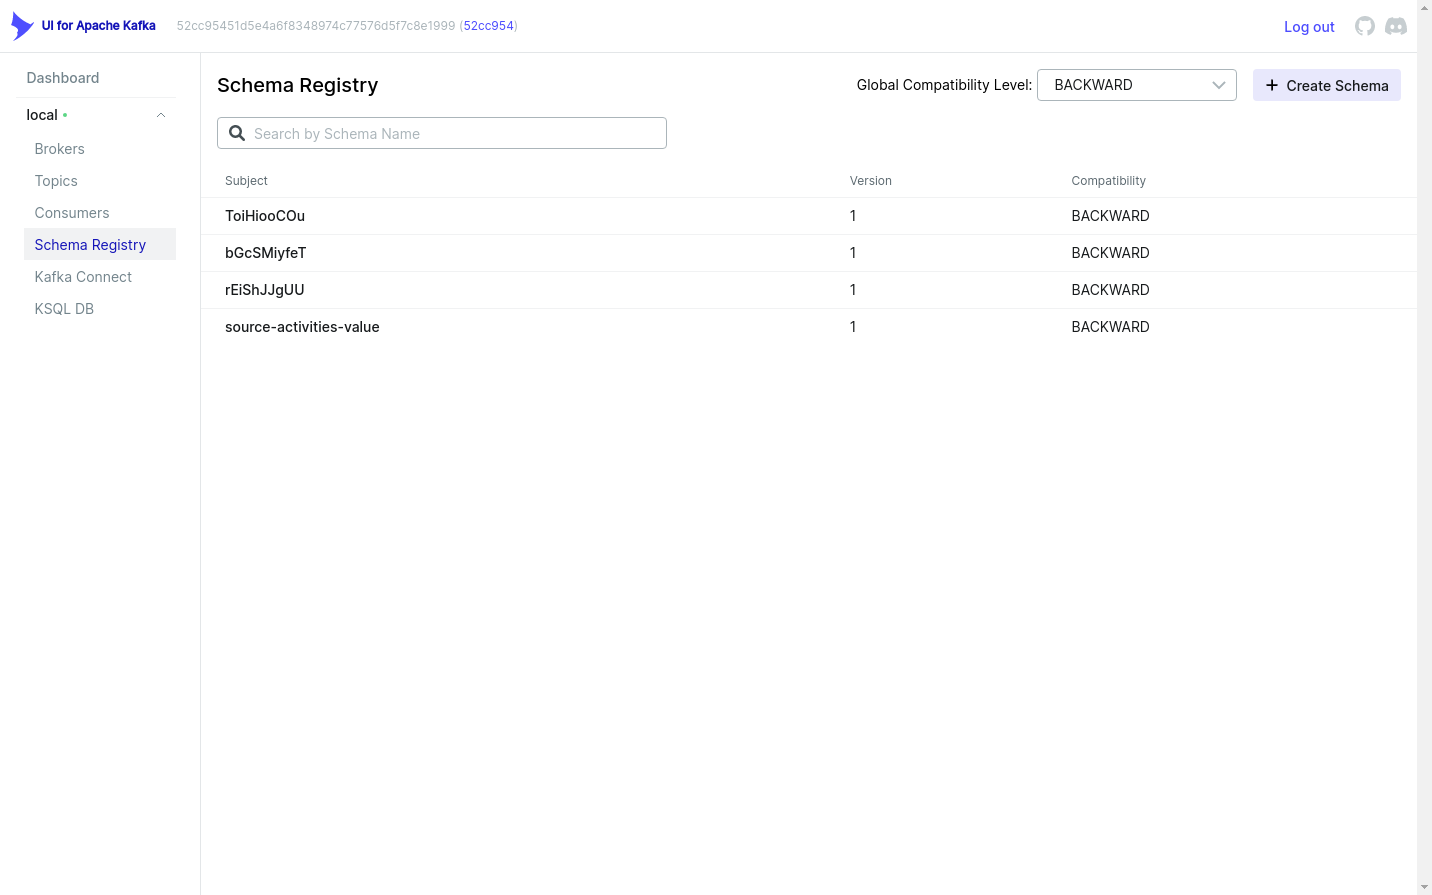 UI for Apache Kafka
52cc95451d5e4a6f8348974c77576d5f7c8e1999 (52cc954)
Log out
Dashboard
local
Brokers
Topics
Consumers
Schema Registry
Kafka Connect
KSQL DB
Schema Registry
Global Compatibility Level:
BACKWARD
Create Schema
Search by Schema Name
Subject Version Compatibility
ToiHiooCOu 1 BACKWARD
bGcSMiyfeT 1 BACKWARD
rEiShJJgUU 1 BACKWARD
source-activities-value 1 BACKWARD